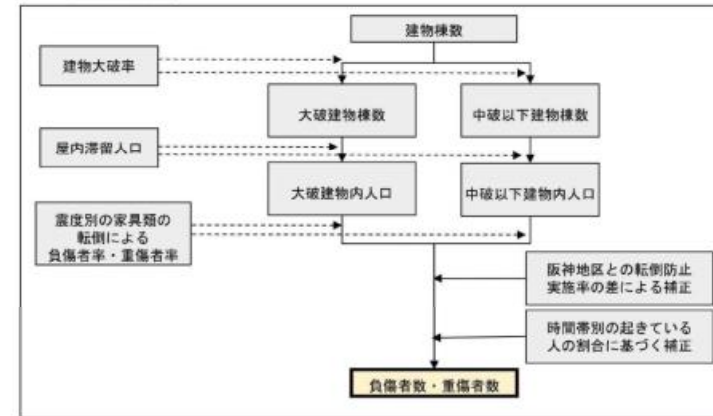 建物棟数
建物大破率
大破建物棟数
中破以下建物棟数
屋内滞留人口
大破建物内人口
中破以下建物内人口
震度別の家具類の
転倒による
負傷者率・重傷者率
阪神地区との転倒防止
実施率の差による補正
時間帯別の起きている
人の割合に基づく補正
負傷者数・重傷者数